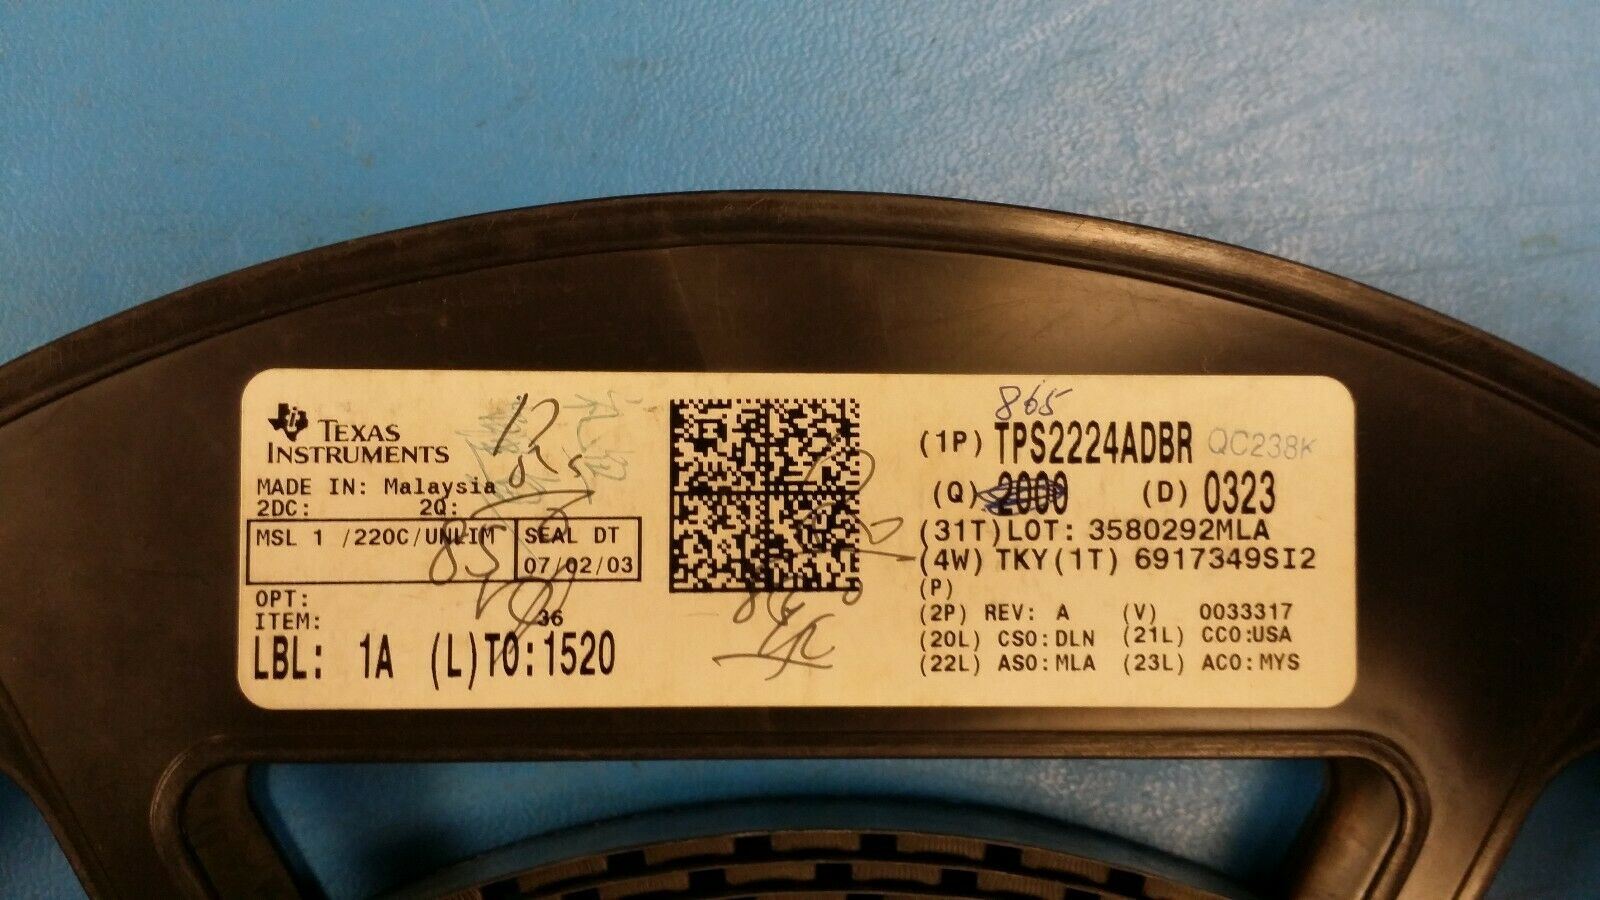 TEXAS
INSTRUMENTS
MADE IN: Malaysia
2DC: 2Q:
MSL 1 /220C/UNLIM SEAL DT
07/02/03
OPT:
ITEM:
36
LBL: 1A (L)TO:1520
865
(1P) TPS2224ADBR QC238K
(Q) 2000 (D) 0323
(31T)LOT: 3580292MLA
(4W) TKY(1T) 6917349SI2
(P)
(2P) REV: A (V) 0033317
(20L) CSO:DLN (21L) CCO:USA
(22L) ASO:MLA (23L) ACO:MYS